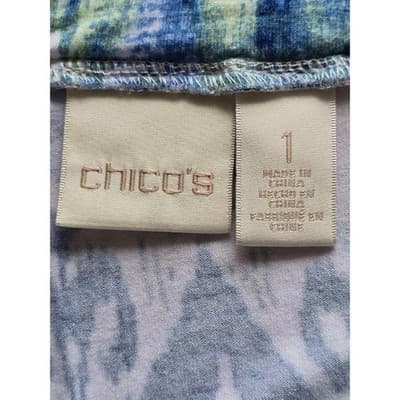 chico's
1
MADE IN
CHINA
HECHO EN
CHINA
FABRIQUÉ EN
CHINE